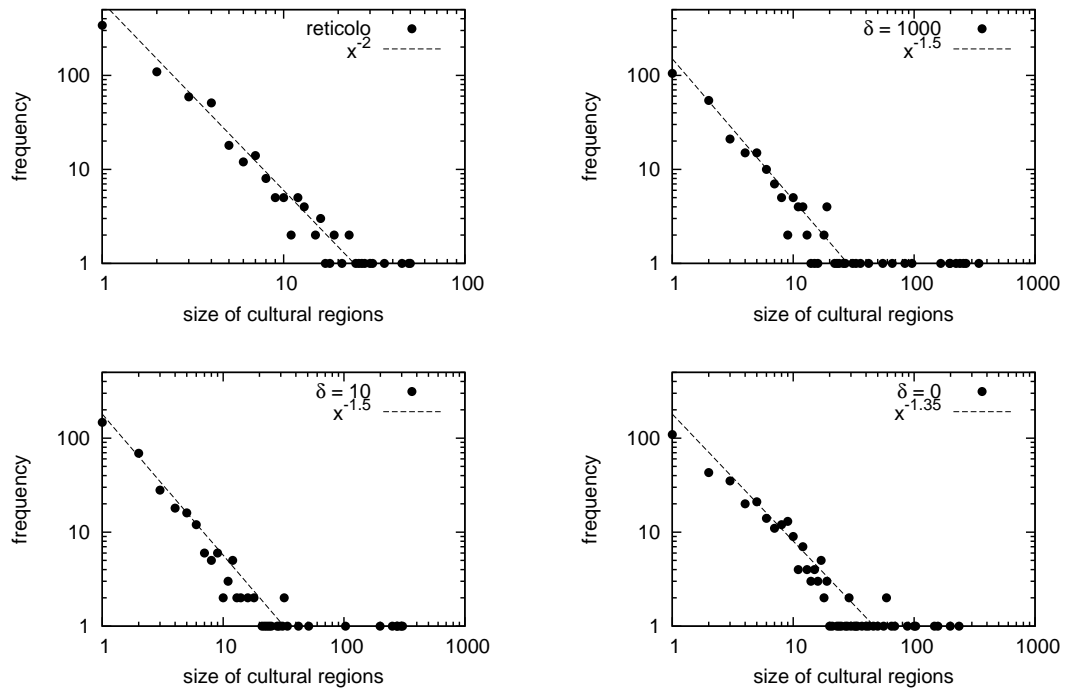 reticolo
x^-2
100
10
1
frequency
1 10 100
size of cultural regions
δ = 1000
x^-1.5
100
10
1
frequency
1 10 100 1000
size of cultural regions
δ = 10
x^-1.5
100
10
1
frequency
1 10 100 1000
size of cultural regions
δ = 0
x^-1.35
100
10
1
frequency
1 10 100 1000
size of cultural regions